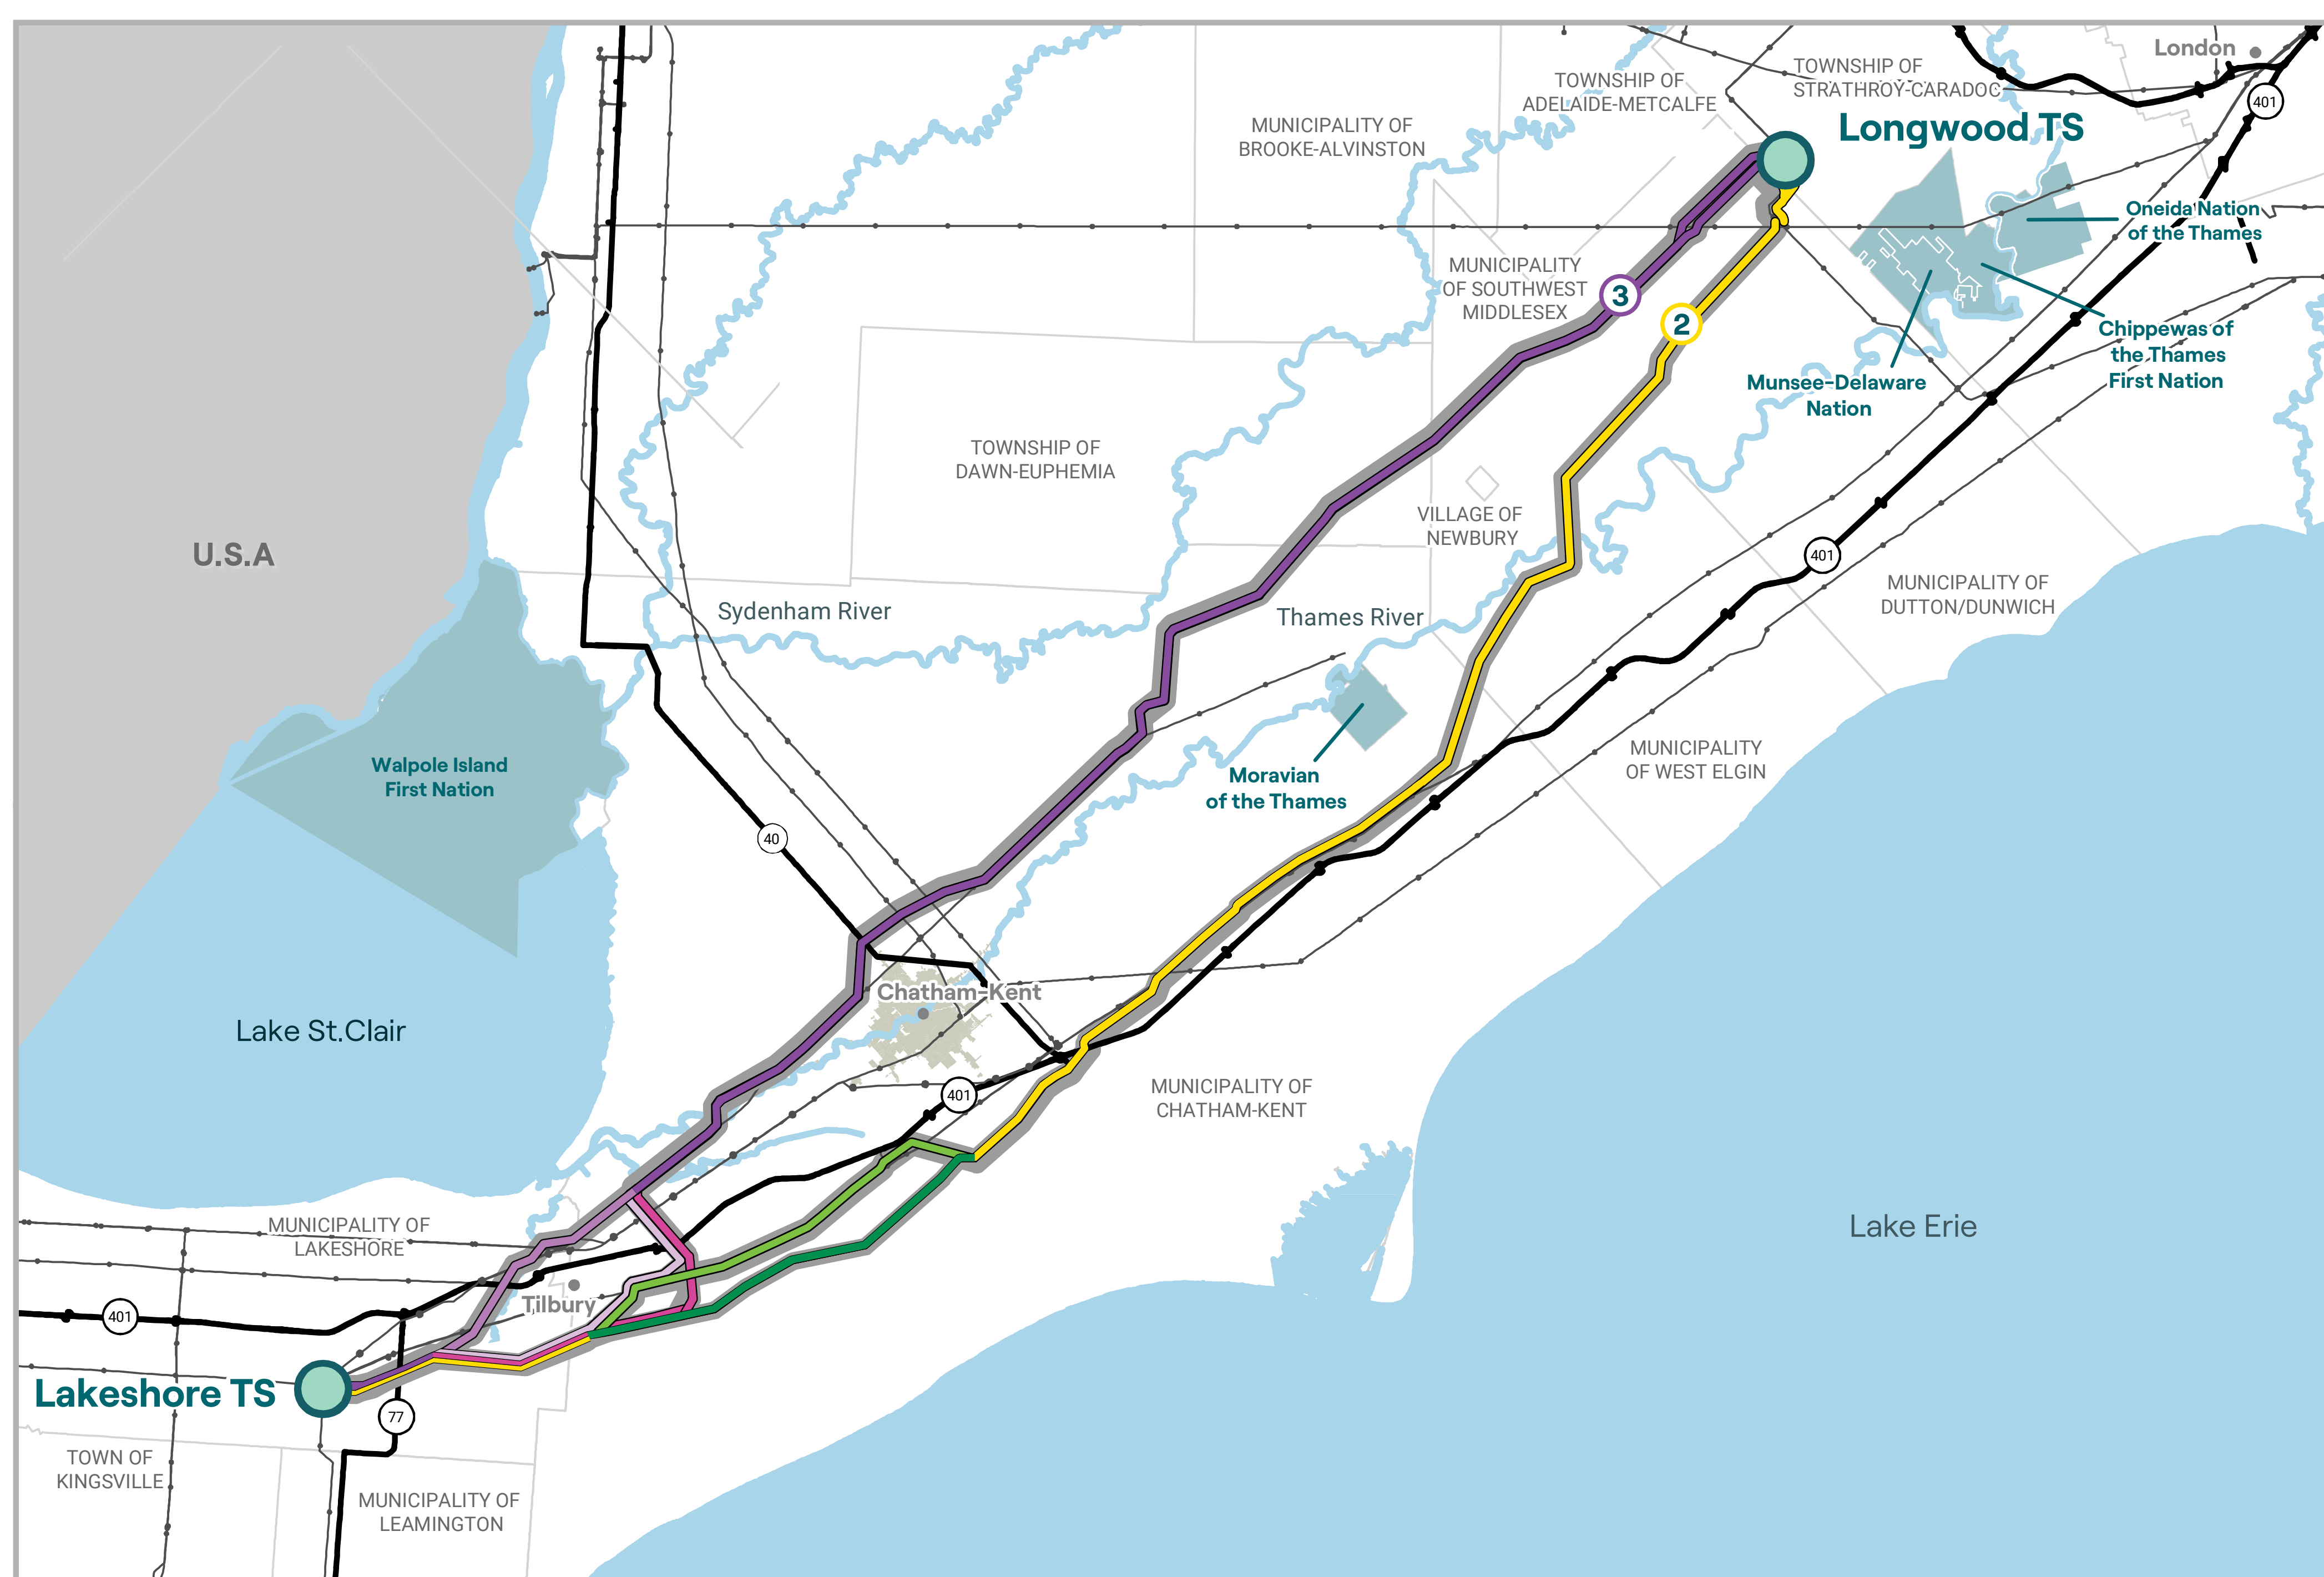 London
TOWNSHIP OF
STRATHROY-CARADOC
TOWNSHIP OF
ADELAIDE-METCALFE
401
Longwood TS
MUNICIPALITY OF
BROOKE-ALVINSTON
Oneida Nation
of the Thames
MUNICIPALITY
OF SOUTHWEST
MIDDLESEX
3
2
Chippewas of
the Thames
First Nation
Munsee-Delaware
Nation
TOWNSHIP OF
DAWN-EUPHEMIA
VILLAGE OF
NEWBURY
U.S.A
401
MUNICIPALITY OF
DUTTON/DUNWICH
Sydenham River
Thames River
Walpole Island
First Nation
MUNICIPALITY
OF WEST ELGIN
Moravian
of the Thames
40
Chatham-Kent
Lake St.Clair
401
MUNICIPALITY OF
CHATHAM-KENT
MUNICIPALITY OF
LAKESHORE
Lake Erie
Tilbury
401
Lakeshore TS
77
TOWN OF
KINGSVILLE
MUNICIPALITY OF
LEAMINGTON